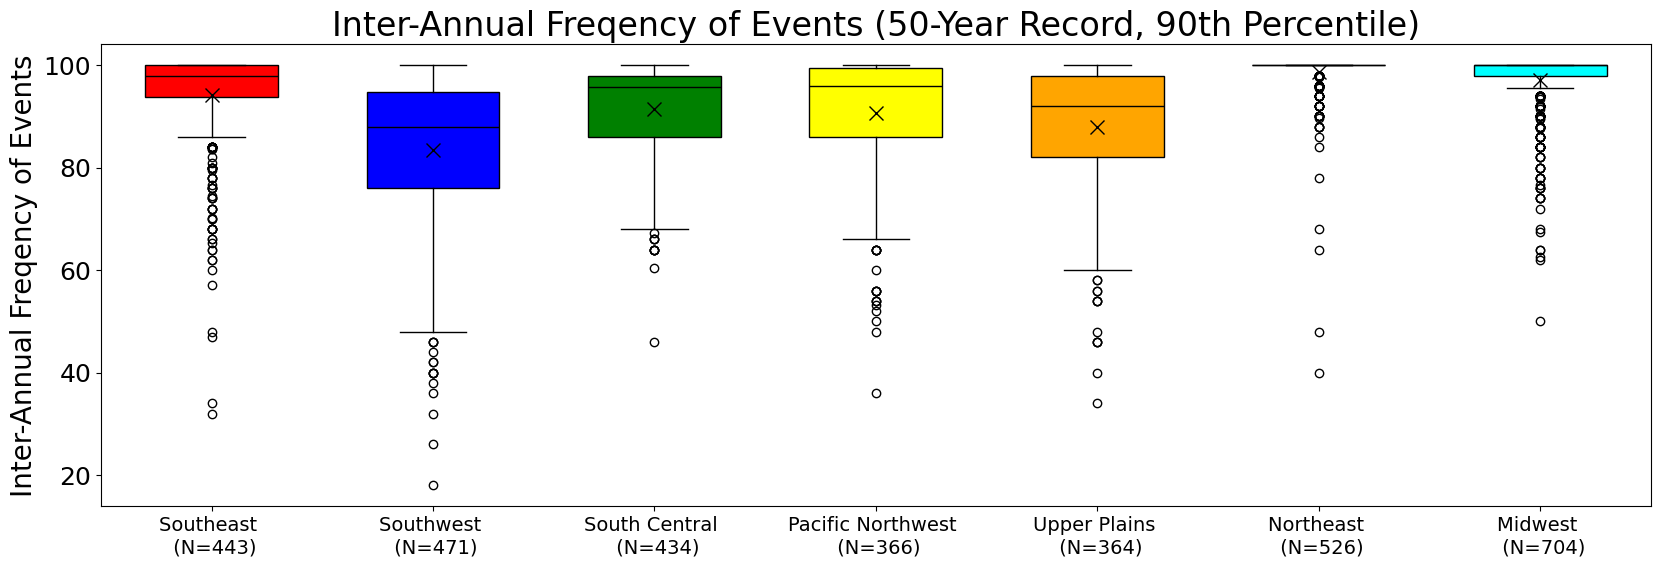 Inter-Annual Freqency of Events (50-Year Record, 90th Percentile)
Inter-Annual Freqency of Events
100
80
60
40
20
Southeast Southwest South Central Pacific Northwest Upper Plains Northeast Midwest
(N=443) (N=471) (N=434) (N=366) (N=364) (N=526) (N=704)